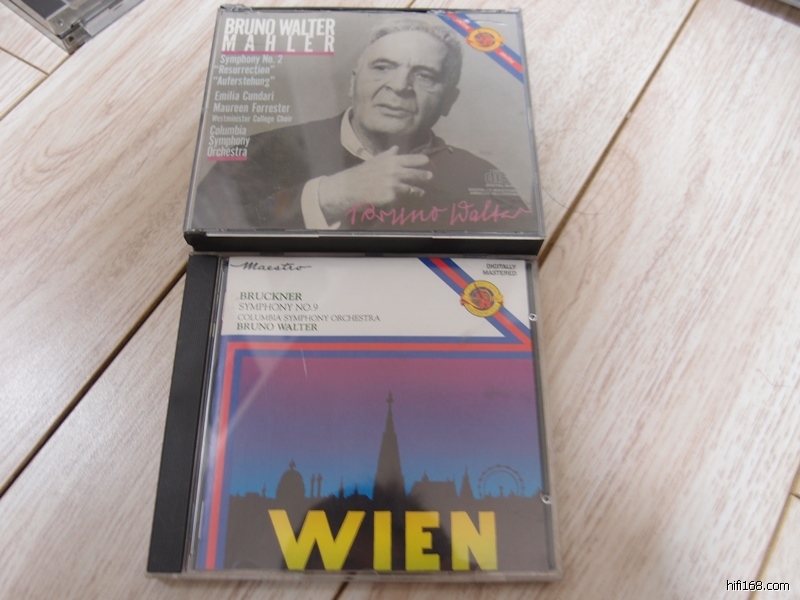 BRUNO WALTER
MAHLER
Symphony No. 2
"Resurrection"
"Auferstehung"
Emilia Cundari
Maureen Forrester
Westminster College Choir
Columbia
Symphony
Orchestra
Bruno Walter
Maestro
DIGITALLY
MASTERED
BRUCKNER
SYMPHONY NO.9
COLUMBIA SYMPHONY ORCHESTRA
BRUNO WALTER
WIEN
hifi168.com